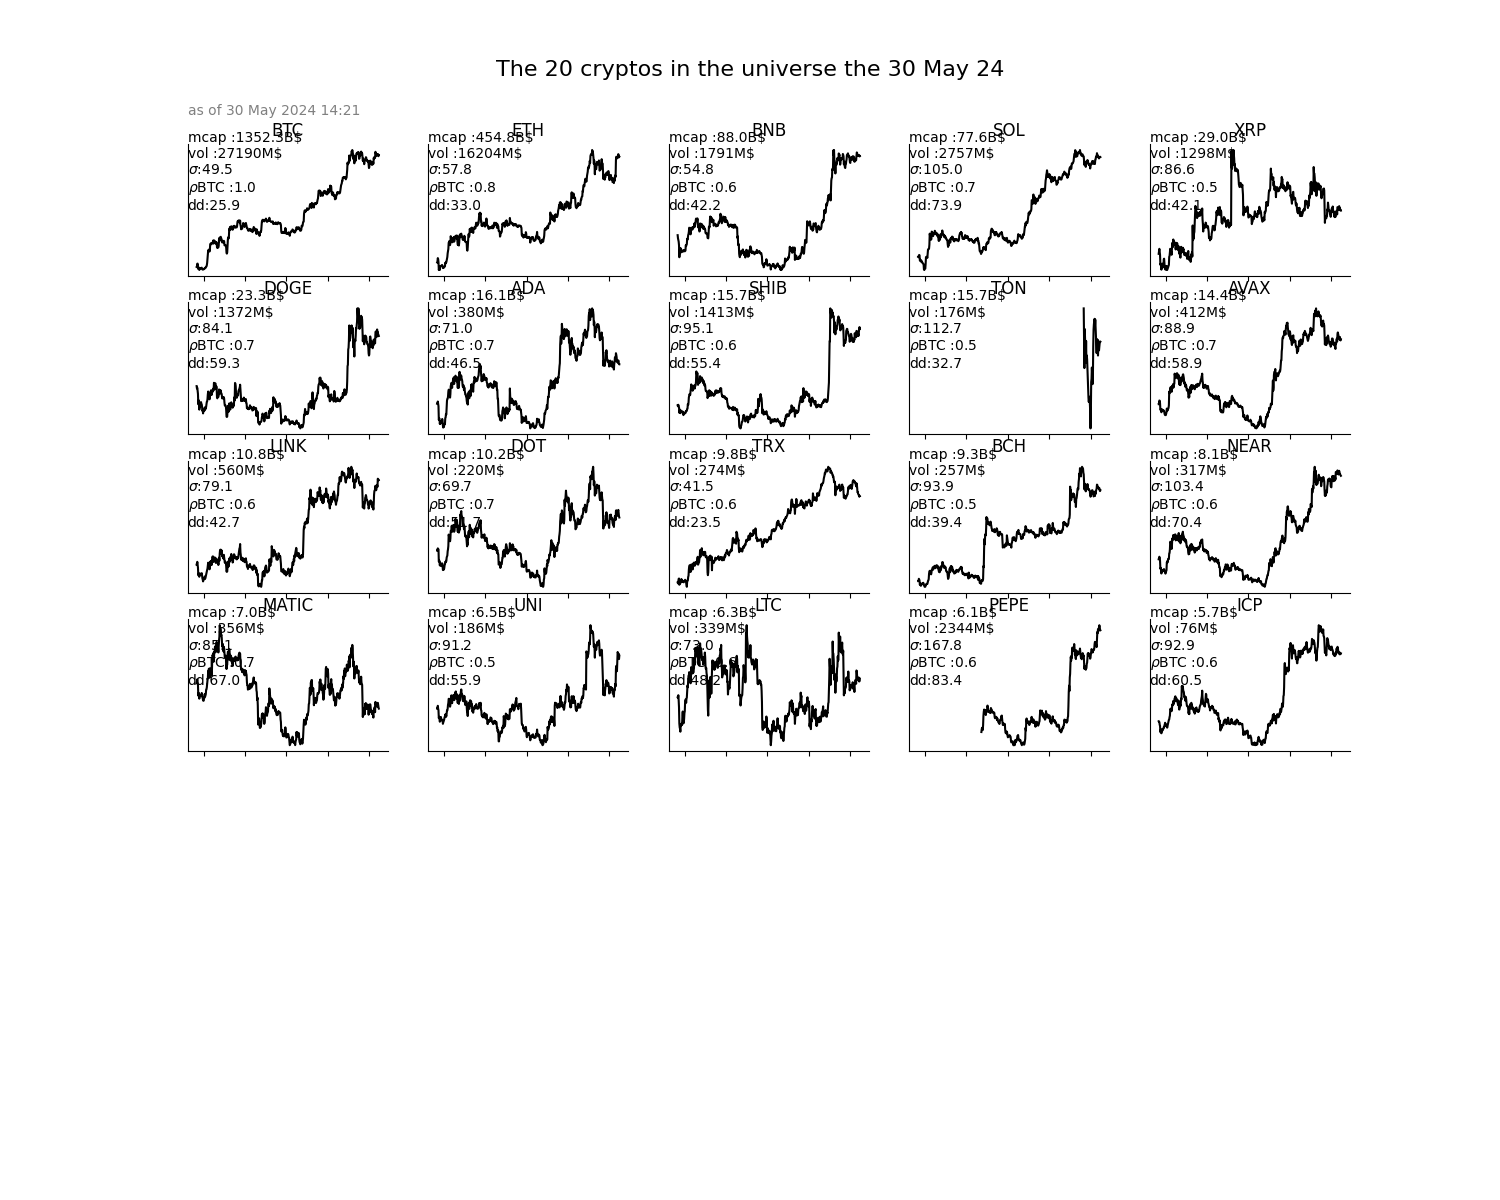 The 20 cryptos in the universe the 30 May 24
as of 30 May 2024 14:21
BTC
mcap :1352.3B$
vol :27190M$
σ:49.5
ρBTC :1.0
dd:25.9
ETH
mcap :454.8B$
vol :16204M$
σ:57.8
ρBTC :0.8
dd:33.0
BNB
mcap :88.0B$
vol :1791M$
σ:54.8
ρBTC :0.6
dd:42.2
SOL
mcap :77.6B$
vol :2757M$
σ:105.0
ρBTC :0.7
dd:73.9
XRP
mcap :29.0B$
vol :1298M$
σ:86.6
ρBTC :0.5
dd:42.1
DOGE
mcap :23.3B$
vol :1372M$
σ:84.1
ρBTC :0.7
dd:59.3
ADA
mcap :16.1B$
vol :380M$
σ:71.0
ρBTC :0.7
dd:46.5
SHIB
mcap :15.7B$
vol :1413M$
σ:95.1
ρBTC :0.6
dd:55.4
TON
mcap :15.7B$
vol :176M$
σ:112.7
ρBTC :0.5
dd:32.7
AVAX
mcap :14.4B$
vol :412M$
σ:88.9
ρBTC :0.7
dd:58.9
LINK
mcap :10.8B$
vol :560M$
σ:79.1
ρBTC :0.6
dd:42.7
DOT
mcap :10.2B$
vol :220M$
σ:69.7
ρBTC :0.7
TRX
mcap :9.8B$
vol :274M$
σ:41.5
ρBTC :0.6
dd:23.5
BCH
mcap :9.3B$
vol :257M$
σ:93.9
ρBTC :0.5
dd:39.4
NEAR
mcap :8.1B$
vol :317M$
σ:103.4
ρBTC :0.6
dd:70.4
MATIC
mcap :7.0B$
vol :356M$
ρBTC :0.7
dd:67.0
UNI
mcap :6.5B$
vol :186M$
σ:91.2
ρBTC :0.5
dd:55.9
LTC
mcap :6.3B$
vol :339M$
σ:73.0
dd:48.2
PEPE
mcap :6.1B$
vol :2344M$
σ:167.8
ρBTC :0.6
dd:83.4
ICP
mcap :5.7B$
vol :76M$
σ:92.9
ρBTC :0.6
dd:60.5